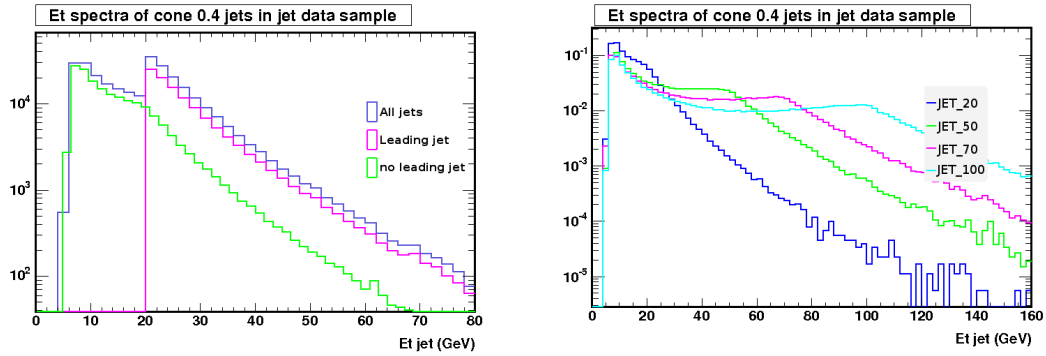 Et spectra of cone 0.4 jets in jet data sample
10^4
10^3
10^2
All jets
Leading jet
no leading jet
0 10 20 30 40 50 60 70 80
Et jet (GeV)
Et spectra of cone 0.4 jets in jet data sample
10^-1
10^-2
10^-3
10^-4
10^-5
JET_20
JET_50
JET_70
JET_100
0 20 40 60 80 100 120 140 160
Et jet (GeV)